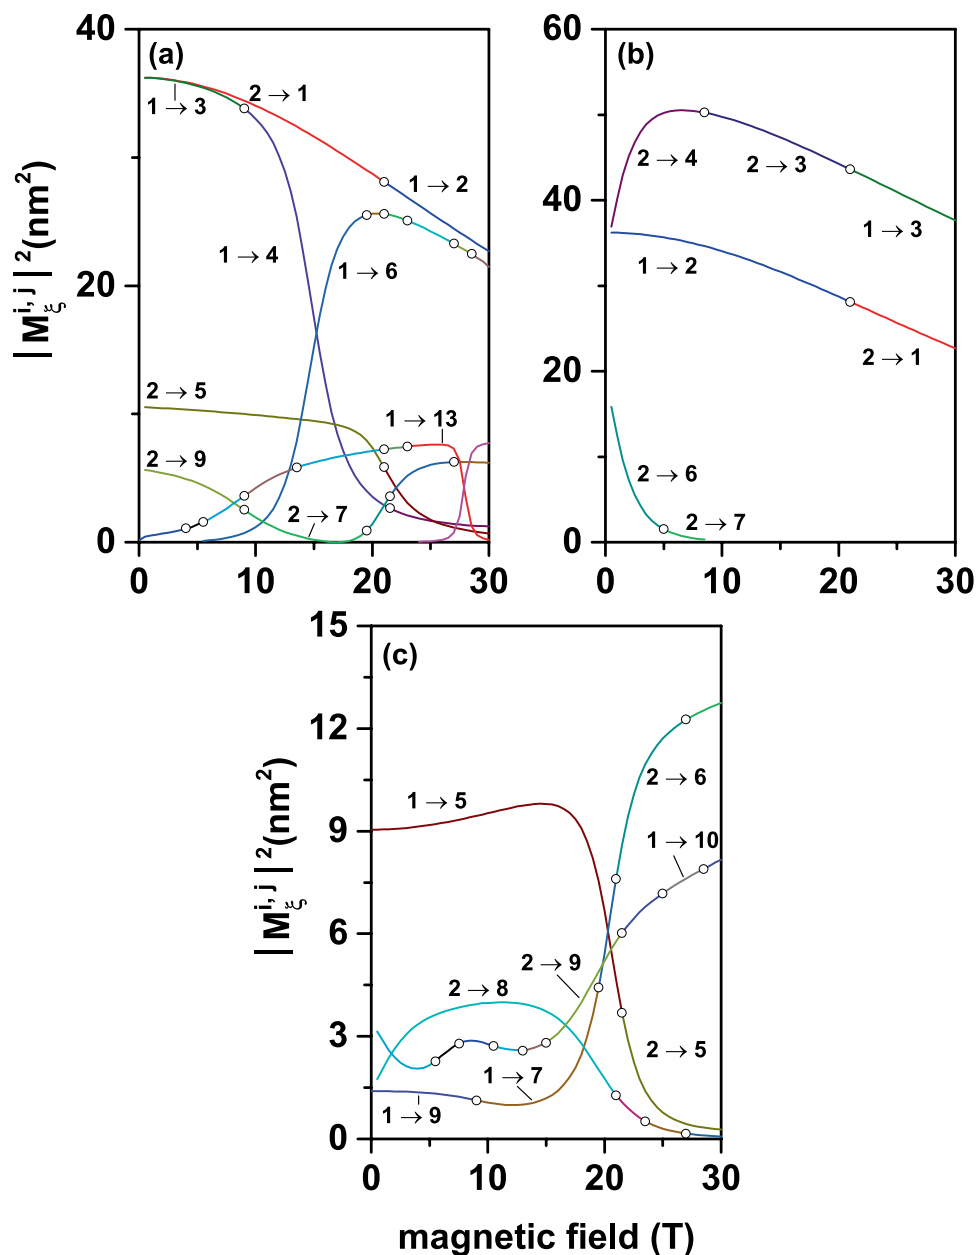 (a)
40
20
0
0
10
20
30
|M_ξ^{i, j}|²(nm²)
2 → 1
1 → 3
1 → 2
1 → 4
1 → 6
2 → 5
1 → 13
2 → 9
2 → 7
(b)
60
40
20
0
0
10
20
30
2 → 4
2 → 3
1 → 3
1 → 2
2 → 1
2 → 6
2 → 7
(c)
15
12
9
6
3
0
0
10
20
30
|M_ξ^{i, j}|²(nm²)
1 → 5
2 → 6
1 → 10
2 → 9
2 → 8
2 → 5
1 → 7
1 → 9
magnetic field (T)